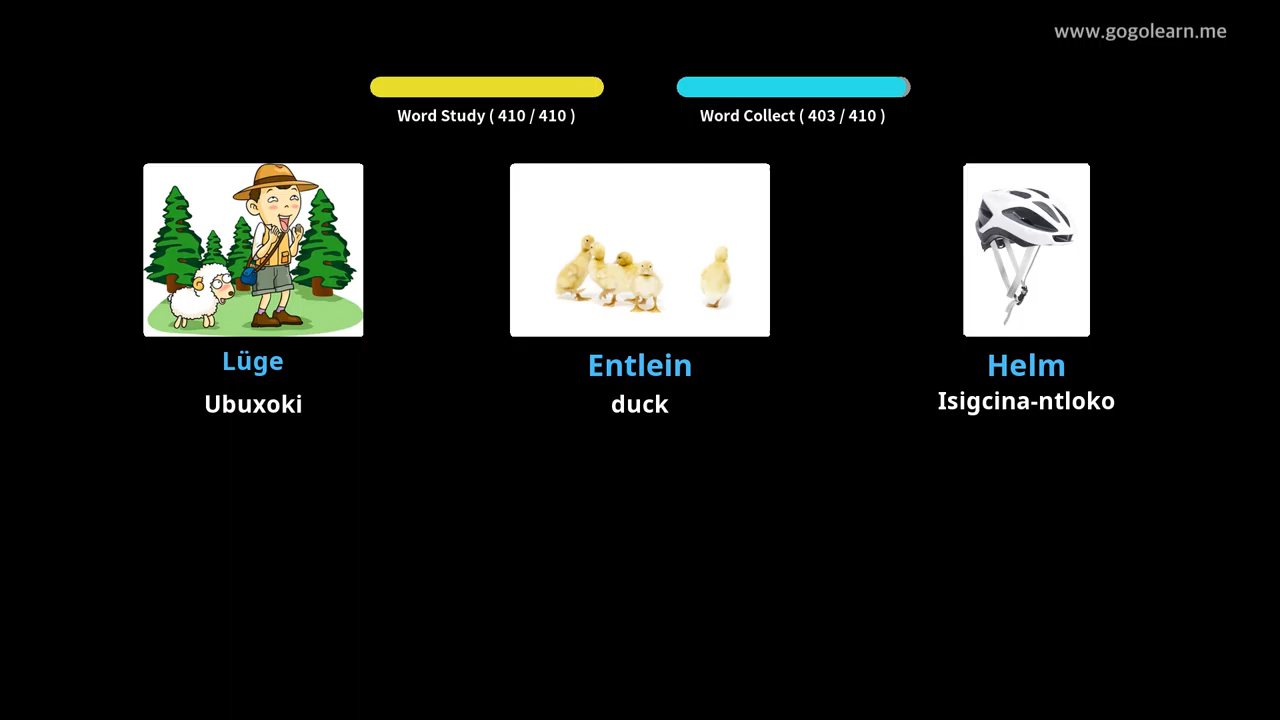 www.gogolearn.me
Word Study ( 410 / 410 )
Word Collect ( 403 / 410 )
Lüge
Ubuxoki
Entlein
duck
Helm
Isigcina-ntloko